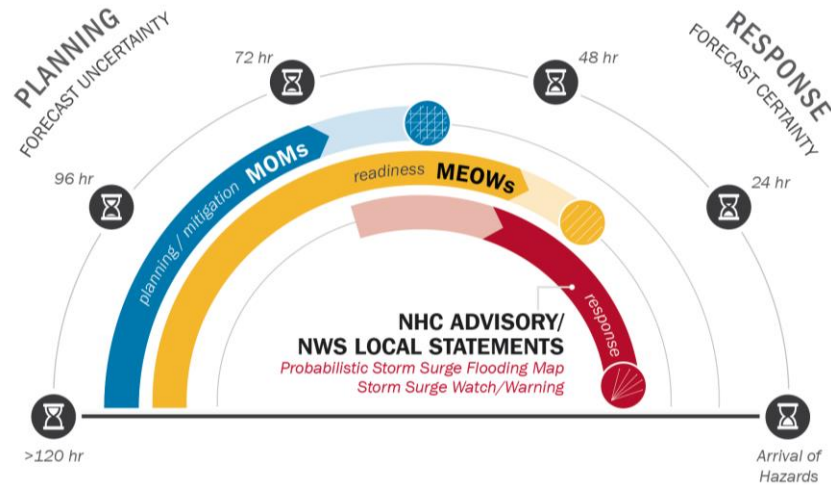 PLANNING
FORECAST UNCERTAINTY
RESPONSE
FORECAST CERTAINTY
72 hr
48 hr
96 hr
24 hr
planning / mitigation MOMs
readiness MEOWs
response
NHC ADVISORY/
NWS LOCAL STATEMENTS
Probabilistic Storm Surge Flooding Map
Storm Surge Watch/Warning
>120 hr
Arrival of
Hazards